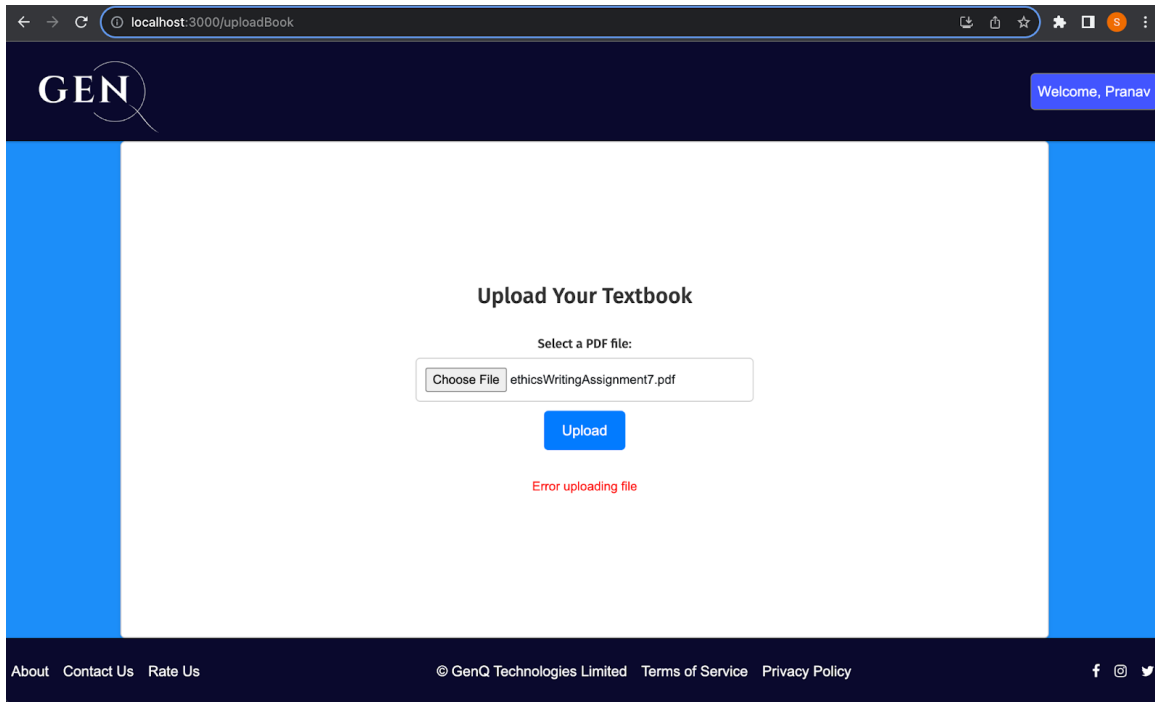 localhost:3000/uploadBook
S
GENQ
Welcome, Pranav
Upload Your Textbook
Select a PDF file:
Choose File ethicsWritingAssignment7.pdf
Upload
Error uploading file
About Contact Us Rate Us © GenQ Technologies Limited Terms of Service Privacy Policy